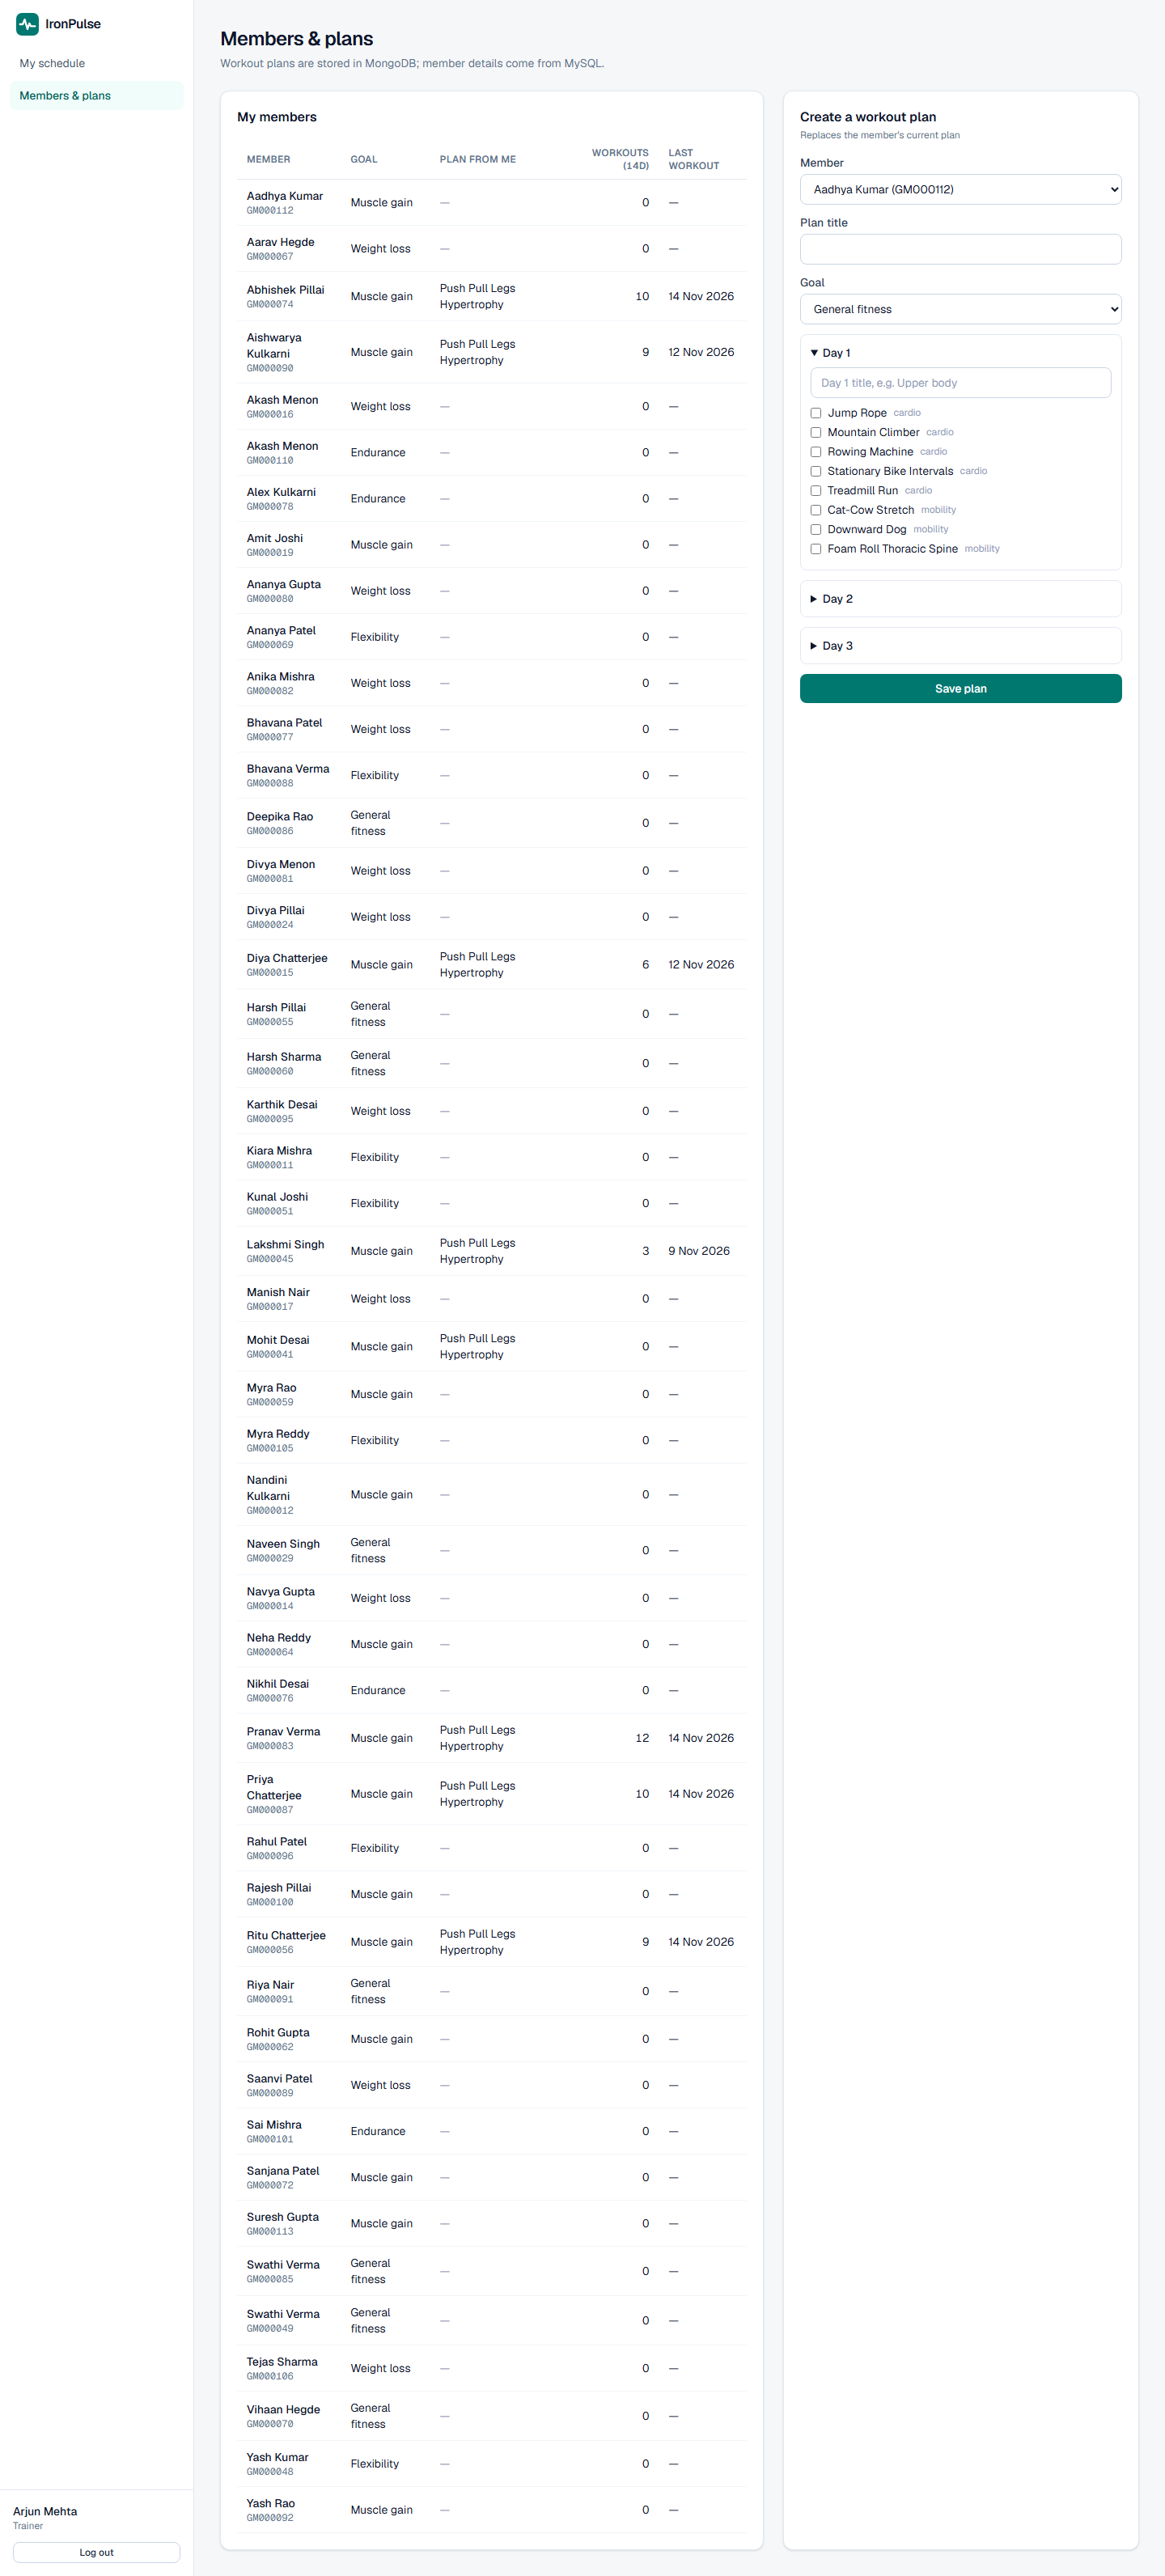 IronPulse
My schedule
Members & plans
Members & plans
Workout plans are stored in MongoDB; member details come from MySQL.
My members
MEMBER GOAL PLAN FROM ME WORKOUTS (14D) LAST WORKOUT
Aadhya Kumar
GM000112
Muscle gain — 0 —
Aarav Hegde
GM000067
Weight loss — 0 —
Abhishek Pillai
GM000074
Muscle gain Push Pull Legs Hypertrophy 10 14 Nov 2026
Aishwarya Kulkarni
GM000090
Muscle gain Push Pull Legs Hypertrophy 9 12 Nov 2026
Akash Menon
GM000016
Weight loss — 0 —
Akash Menon
GM000110
Endurance — 0 —
Alex Kulkarni
GM000078
Endurance — 0 —
Amit Joshi
GM000019
Muscle gain — 0 —
Ananya Gupta
GM000080
Weight loss — 0 —
Ananya Patel
GM000069
Flexibility — 0 —
Anika Mishra
GM000082
Weight loss — 0 —
Bhavana Patel
GM000077
Weight loss — 0 —
Bhavana Verma
GM000088
Flexibility — 0 —
Deepika Rao
GM000086
General fitness — 0 —
Divya Menon
GM000081
Weight loss — 0 —
Divya Pillai
GM000024
Weight loss — 0 —
Diya Chatterjee
GM000015
Muscle gain Push Pull Legs Hypertrophy 6 12 Nov 2026
Harsh Pillai
GM000055
General fitness — 0 —
Harsh Sharma
GM000060
General fitness — 0 —
Karthik Desai
GM000095
Weight loss — 0 —
Kiara Mishra
GM000011
Flexibility — 0 —
Kunal Joshi
GM000051
Flexibility — 0 —
Lakshmi Singh
GM000045
Muscle gain Push Pull Legs Hypertrophy 3 9 Nov 2026
Manish Nair
GM000017
Weight loss — 0 —
Mohit Desai
GM000041
Muscle gain Push Pull Legs Hypertrophy 0 —
Myra Rao
GM000059
Muscle gain — 0 —
Myra Reddy
GM000105
Flexibility — 0 —
Nandini Kulkarni
GM000012
Muscle gain — 0 —
Naveen Singh
GM000029
General fitness — 0 —
Navya Gupta
GM000014
Weight loss — 0 —
Neha Reddy
GM000064
Muscle gain — 0 —
Nikhil Desai
GM000076
Endurance — 0 —
Pranav Verma
GM000083
Muscle gain Push Pull Legs Hypertrophy 12 14 Nov 2026
Priya Chatterjee
GM000087
Muscle gain Push Pull Legs Hypertrophy 10 14 Nov 2026
Rahul Patel
GM000096
Flexibility — 0 —
Rajesh Pillai
GM000100
Muscle gain — 0 —
Ritu Chatterjee
GM000056
Muscle gain Push Pull Legs Hypertrophy 9 14 Nov 2026
Riya Nair
GM000091
General fitness — 0 —
Rohit Gupta
GM000062
Muscle gain — 0 —
Saanvi Patel
GM000089
Weight loss — 0 —
Sai Mishra
GM000101
Endurance — 0 —
Sanjana Patel
GM000072
Muscle gain — 0 —
Suresh Gupta
GM000113
Muscle gain — 0 —
Swathi Verma
GM000085
General fitness — 0 —
Swathi Verma
GM000049
General fitness — 0 —
Tejas Sharma
GM000106
Weight loss — 0 —
Vihaan Hegde
GM000070
General fitness — 0 —
Yash Kumar
GM000048
Flexibility — 0 —
Yash Rao
GM000092
Muscle gain — 0 —
Create a workout plan
Replaces the member's current plan
Member
Aadhya Kumar (GM000112)
Plan title
Goal
General fitness
Day 1
Day 1 title, e.g. Upper body
Jump Rope cardio
Mountain Climber cardio
Rowing Machine cardio
Stationary Bike Intervals cardio
Treadmill Run cardio
Cat-Cow Stretch mobility
Downward Dog mobility
Foam Roll Thoracic Spine mobility
Day 2
Day 3
Save plan
Arjun Mehta
Trainer
Log out